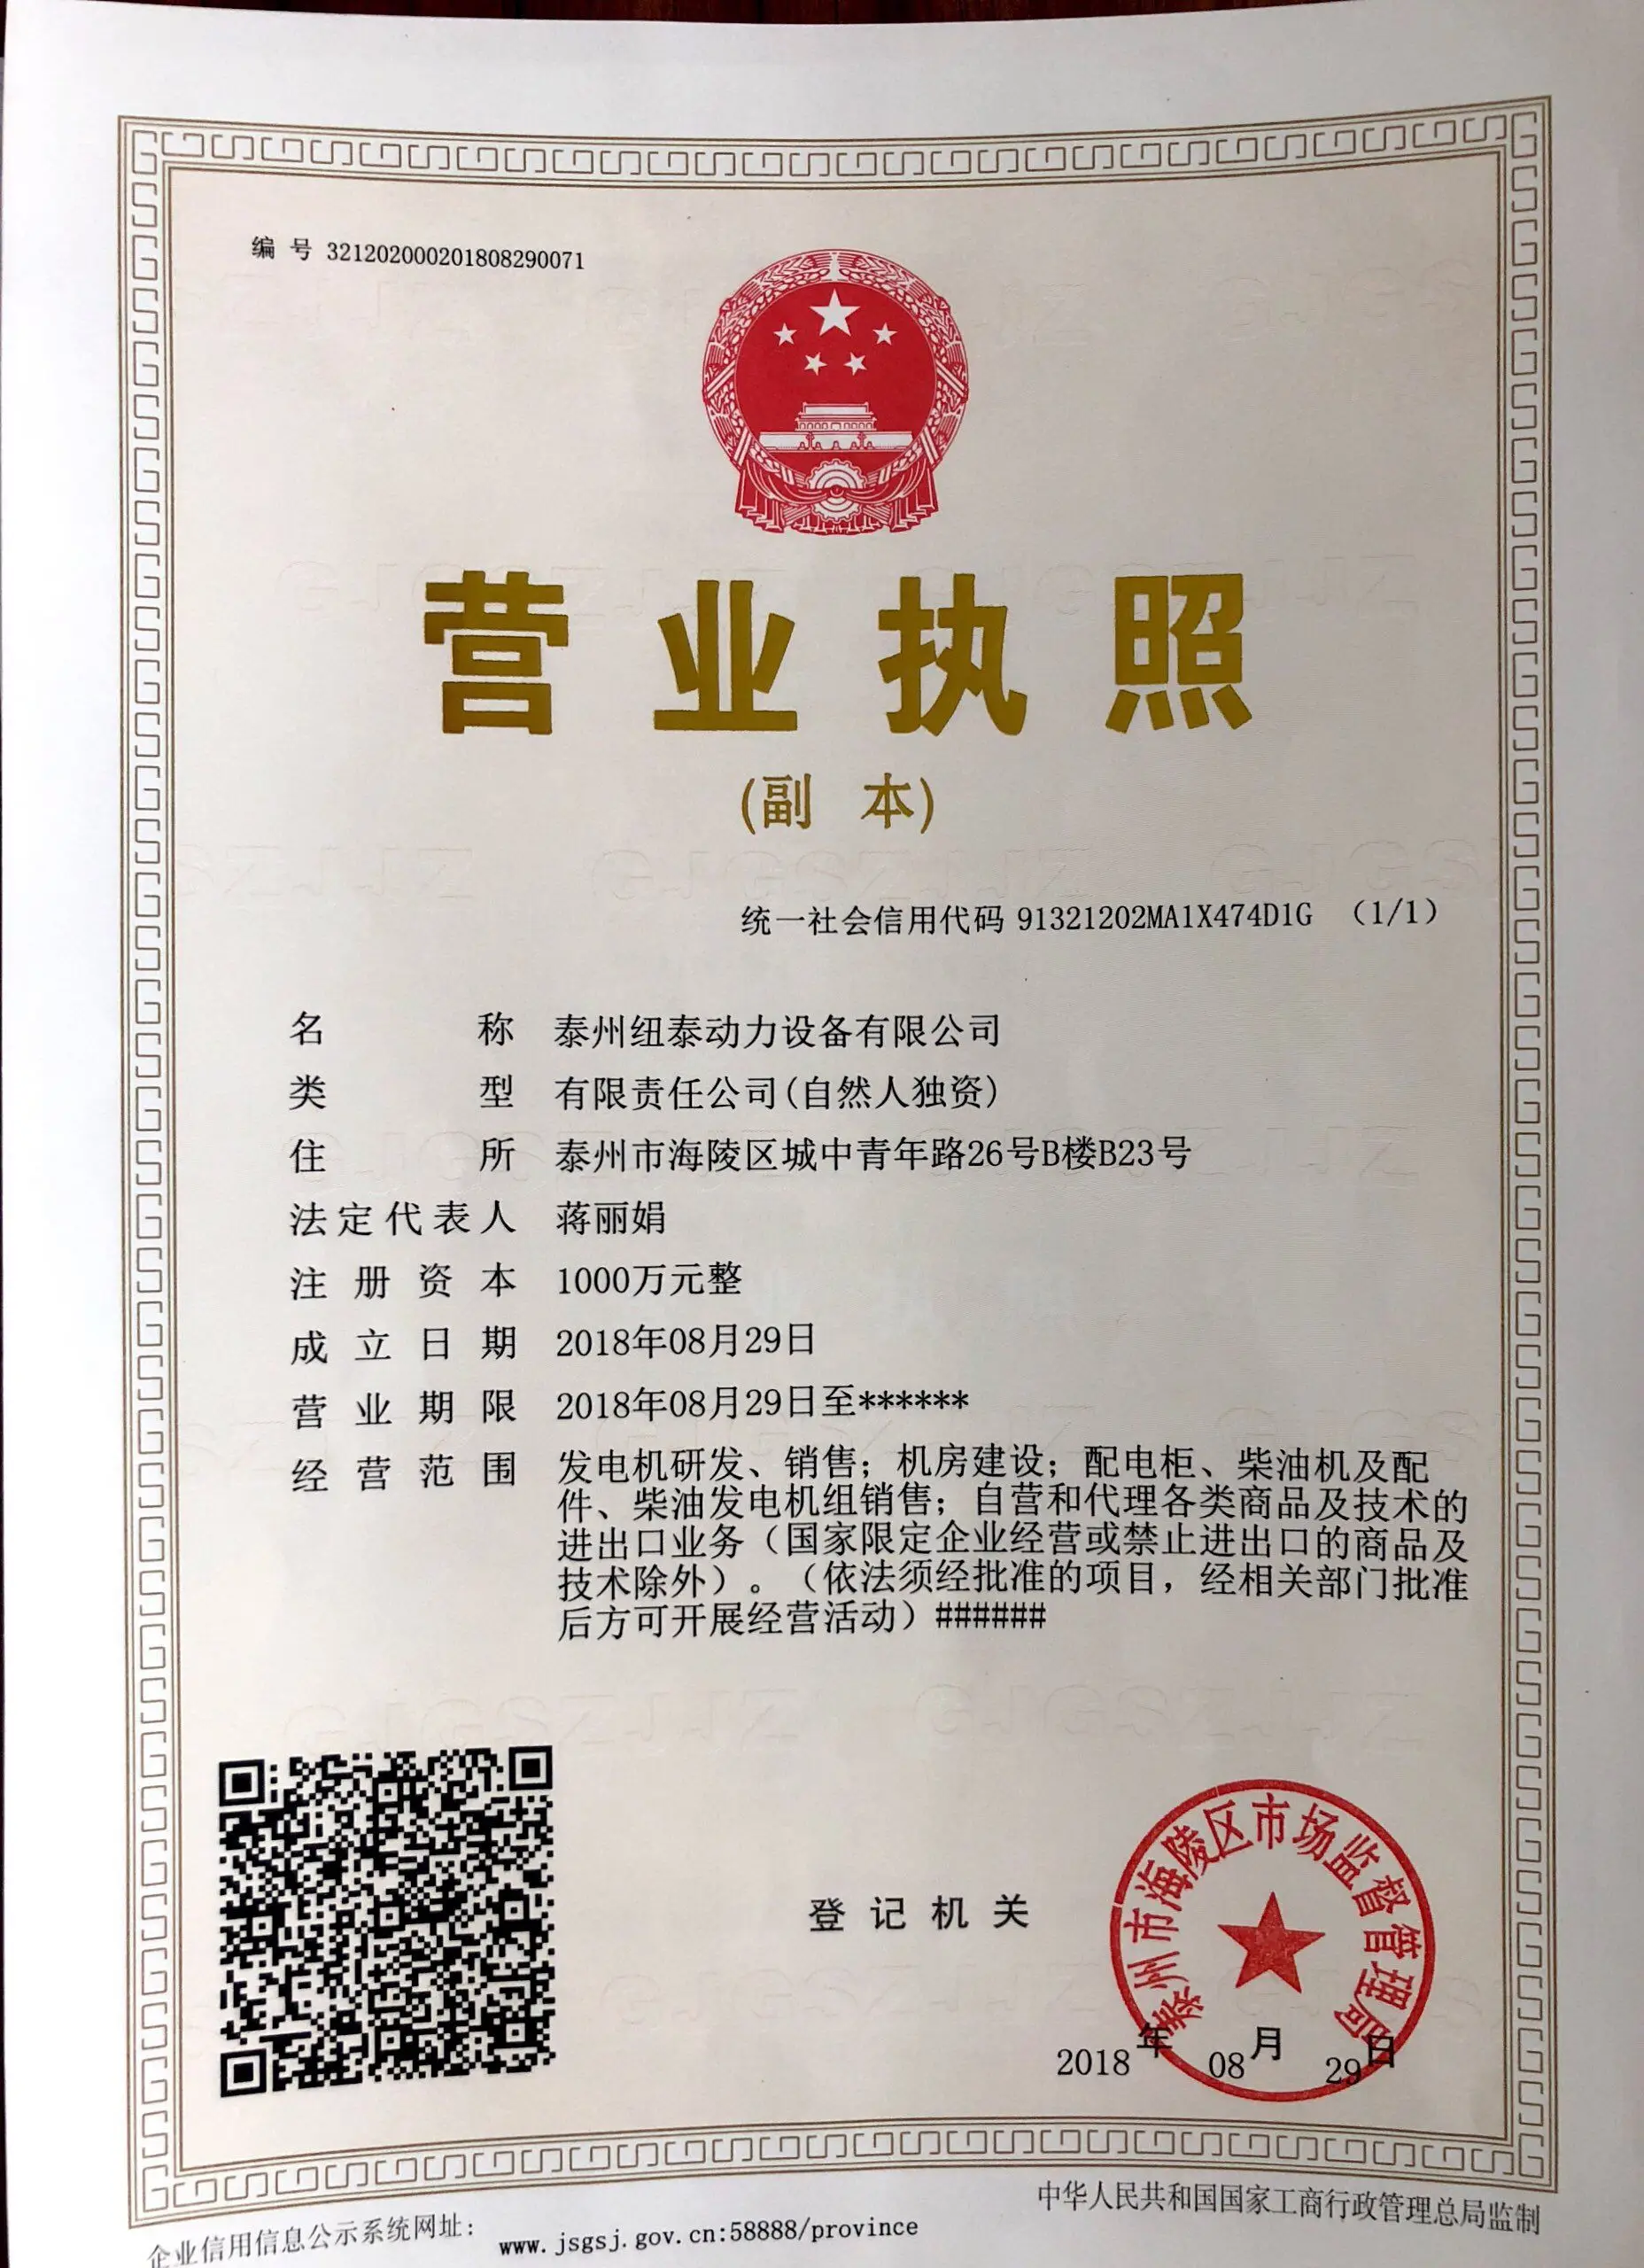 编 号 321202000201808290071
营业执照
(副 本)
统一社会信用代码 91321202MA1X474D1G （1/1）
名 称 泰州纽泰动力设备有限公司
类 型 有限责任公司(自然人独资)
住 所 泰州市海陵区城中青年路26号B楼B23号
法定代表人 蒋丽娟
注册资本 1000万元整
成立日期 2018年08月29日
营业期限 2018年08月29日至******
经营范围 发电机研发、销售；机房建设；配电柜、柴油机及配
件、柴油发电机组销售；自营和代理各类商品及技术的
进出口业务（国家限定企业经营或禁止进出口的商品及
技术除外）。（依法须经批准的项目，经相关部门批准
后方可开展经营活动）######
登记机关
泰州市海陵区市场监督管理局
2018年 08月 29日
企业信用信息公示系统网址： www.jsgsj.gov.cn:58888/province
中华人民共和国国家工商行政管理总局监制